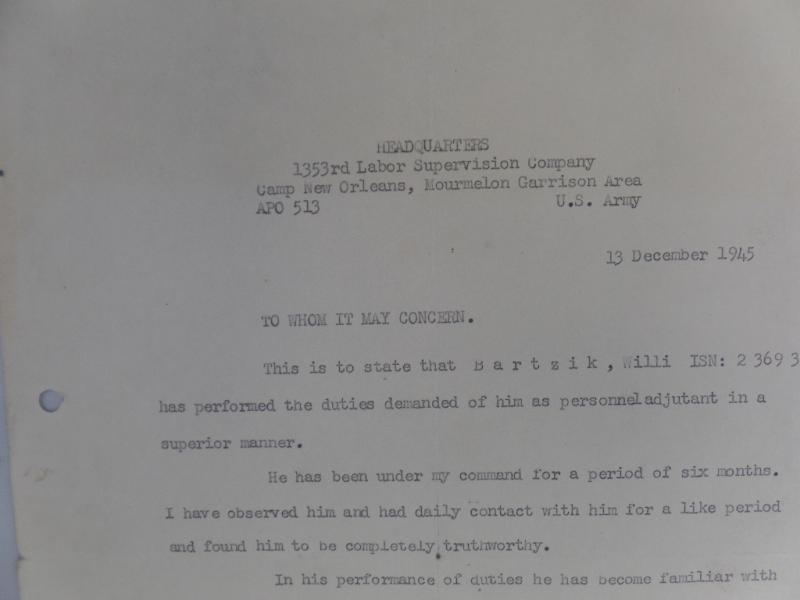 HEADQUARTERS
1353rd Labor Supervision Company
Camp New Orleans, Mourmelon Garrison Area
APO 513 U.S. Army
13 December 1945
TO WHOM IT MAY CONCERN.
This is to state that B a r t z i k , Willi ISN: 2 369 3
has performed the duties demanded of him as personneladjutant in a
superior manner.
He has been under my command for a period of six months.
I have observed him and had daily contact with him for a like period
and found him to be completely truthworthy.
In his performance of duties he has become familiar with